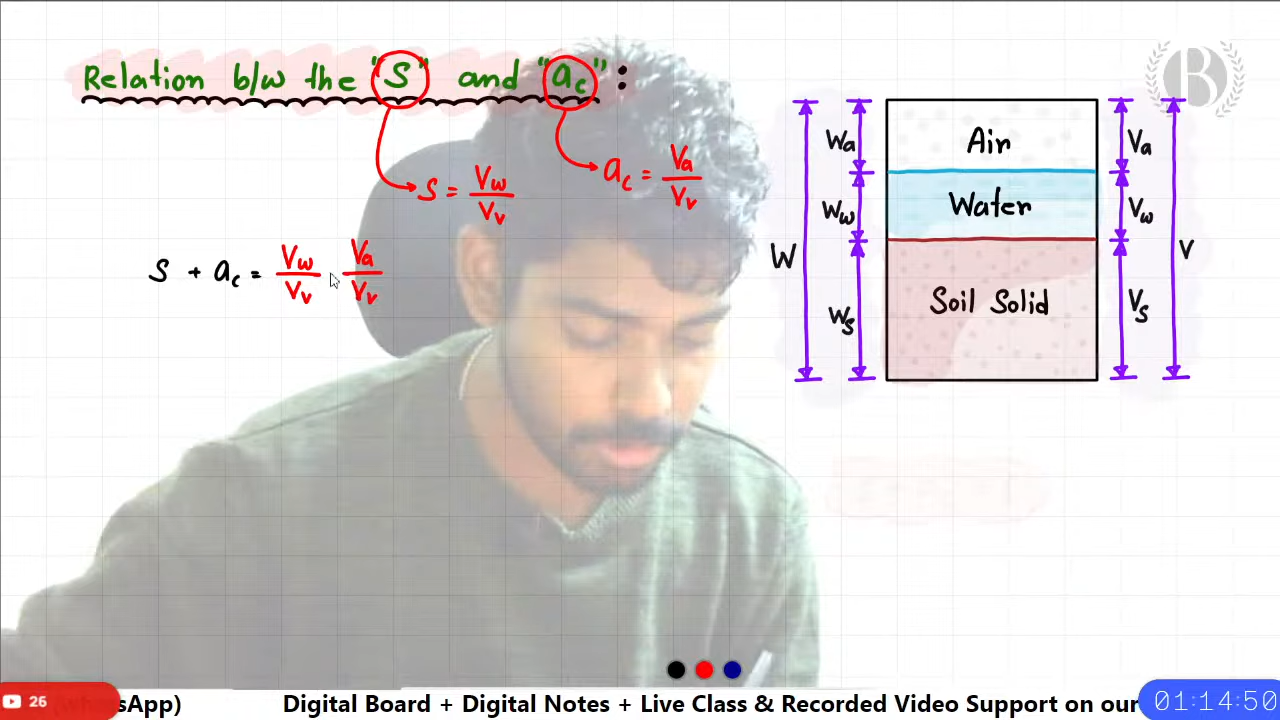 Relation b/w the "S" and "ac":
S = Vw/Vv
ac = Va/Vv
S + ac = Vw/Vv Va/Vv
Wa
Air
Va
Ww
Water
Vw
W
V
Ws
Soil Solid
Vs
B
26
sApp)
Digital Board + Digital Notes + Live Class & Recorded Video Support on our
01:14:50